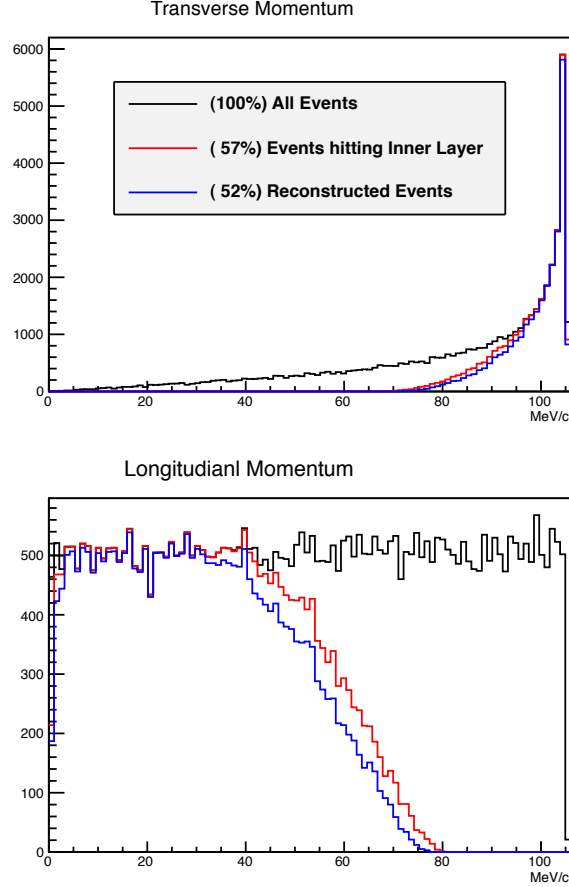 Transverse Momentum
6000
5000
4000
3000
2000
1000
0
(100%) All Events
( 57%) Events hitting Inner Layer
( 52%) Reconstructed Events
0 20 40 60 80 100
MeV/c
Longitudianl Momentum
500
400
300
200
100
0
0 20 40 60 80 100
MeV/c